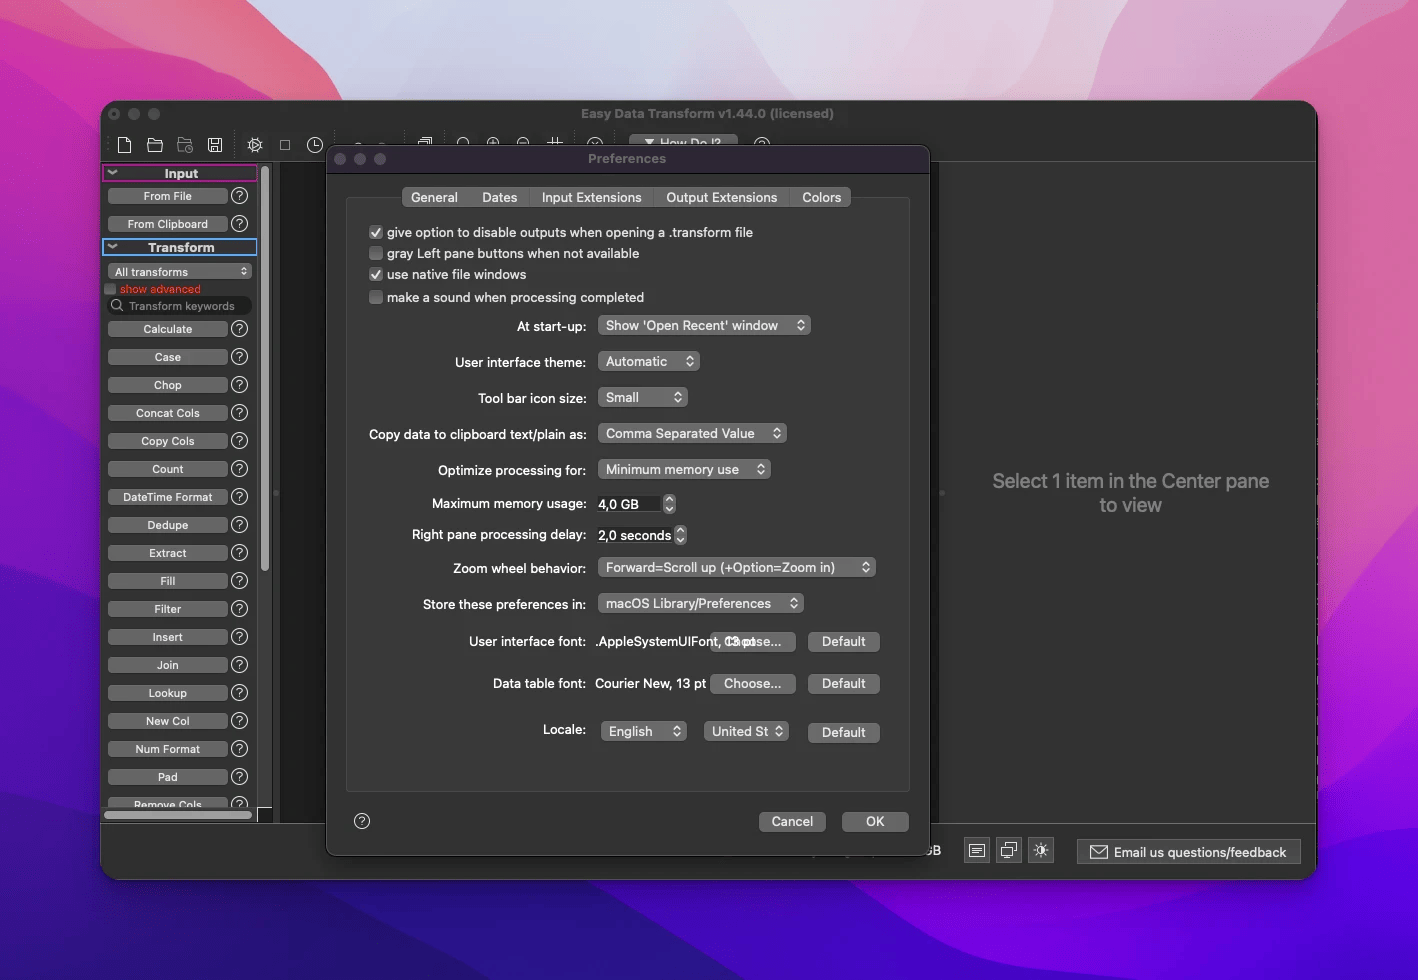 Easy Data Transform v1.44.0 (licensed)
How Do I?
Input
From File
From Clipboard
Transform
All transforms
show advanced
Transform keywords
Calculate
Case
Chop
Concat Cols
Copy Cols
Count
DateTime Format
Dedupe
Extract
Fill
Filter
Insert
Join
Lookup
New Col
Num Format
Pad
Remove Cols
Preferences
General Dates Input Extensions Output Extensions Colors
give option to disable outputs when opening a .transform file
gray Left pane buttons when not available
use native file windows
make a sound when processing completed
At start-up: Show 'Open Recent' window
User interface theme: Automatic
Tool bar icon size: Small
Copy data to clipboard text/plain as: Comma Separated Value
Optimize processing for: Minimum memory use
Maximum memory usage: 4,0 GB
Right pane processing delay: 2,0 seconds
Zoom wheel behavior: Forward=Scroll up (+Option=Zoom in)
Store these preferences in: macOS Library/Preferences
User interface font: .AppleSystemUIFont, 13 pt Choose... Default
Data table font: Courier New, 13 pt Choose... Default
Locale: English United St Default
Cancel OK
Select 1 item in the Center pane
to view
GB
Email us questions/feedback